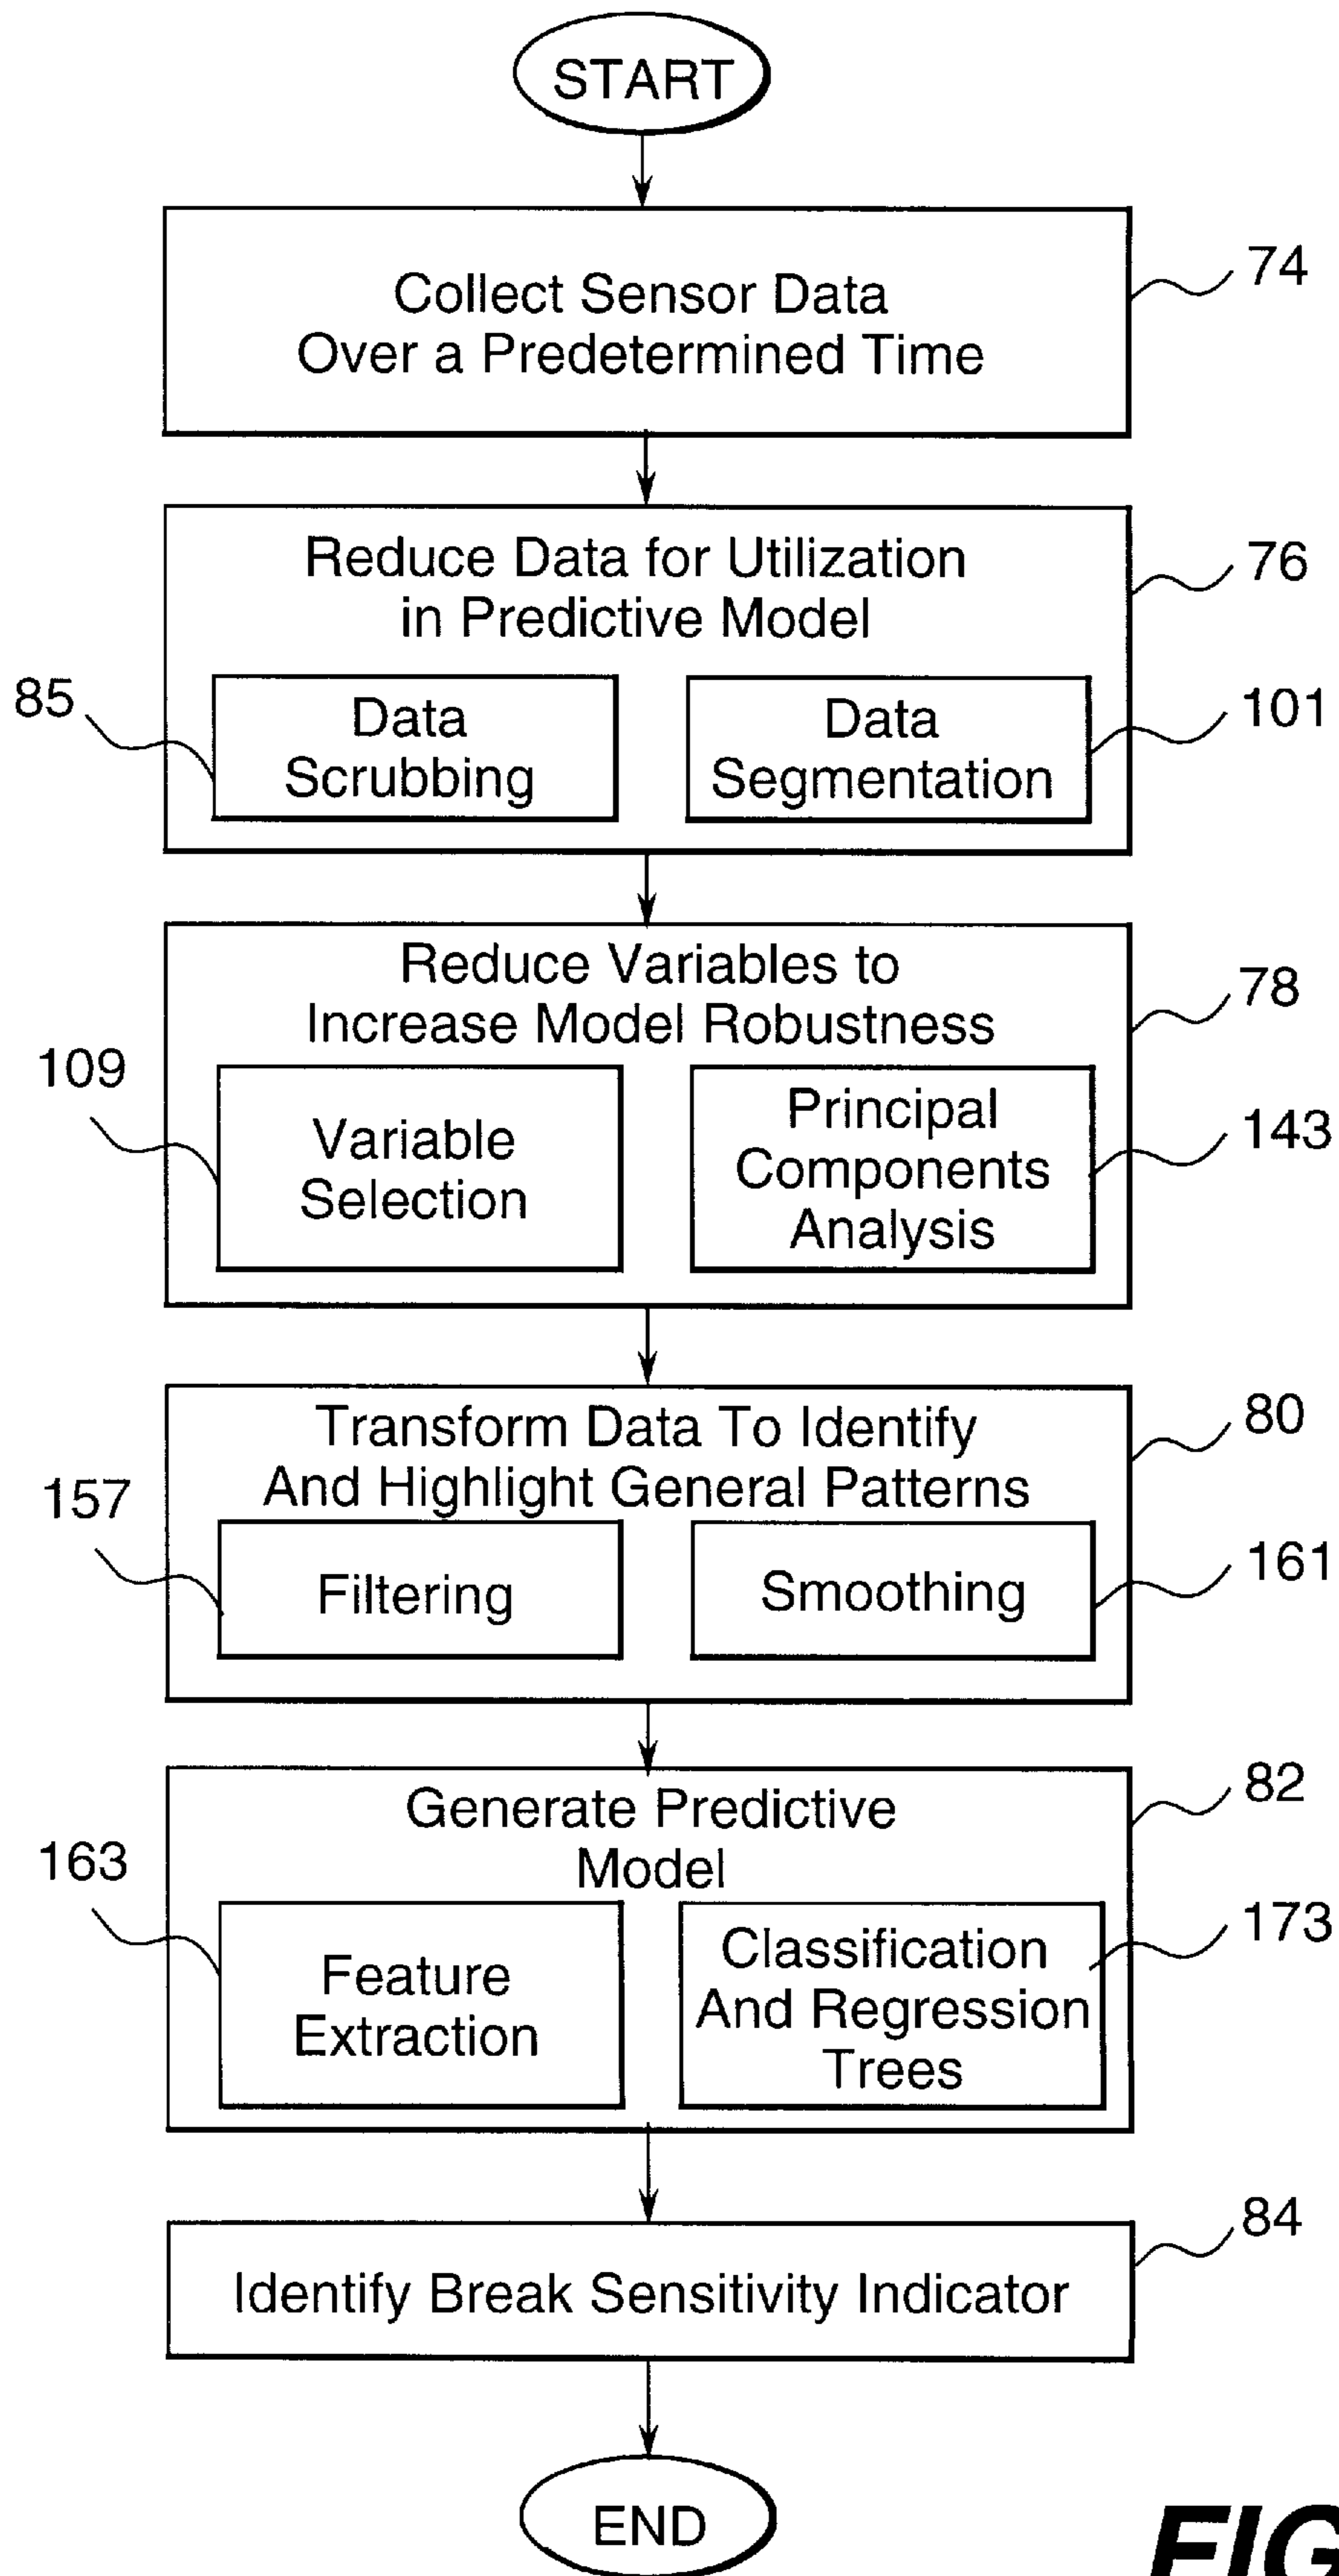 START
Collect Sensor Data
Over a Predetermined Time
74
Reduce Data for Utilization
in Predictive Model
76
85
Data
Scrubbing
Data
Segmentation
101
Reduce Variables to
Increase Model Robustness
78
109
Variable
Selection
Principal
Components
Analysis
143
Transform Data To Identify
And Highlight General Patterns
80
157
Filtering
Smoothing
161
Generate Predictive
Model
82
163
Feature
Extraction
Classification
And Regression
Trees
173
Identify Break Sensitivity Indicator
84
END
FIG